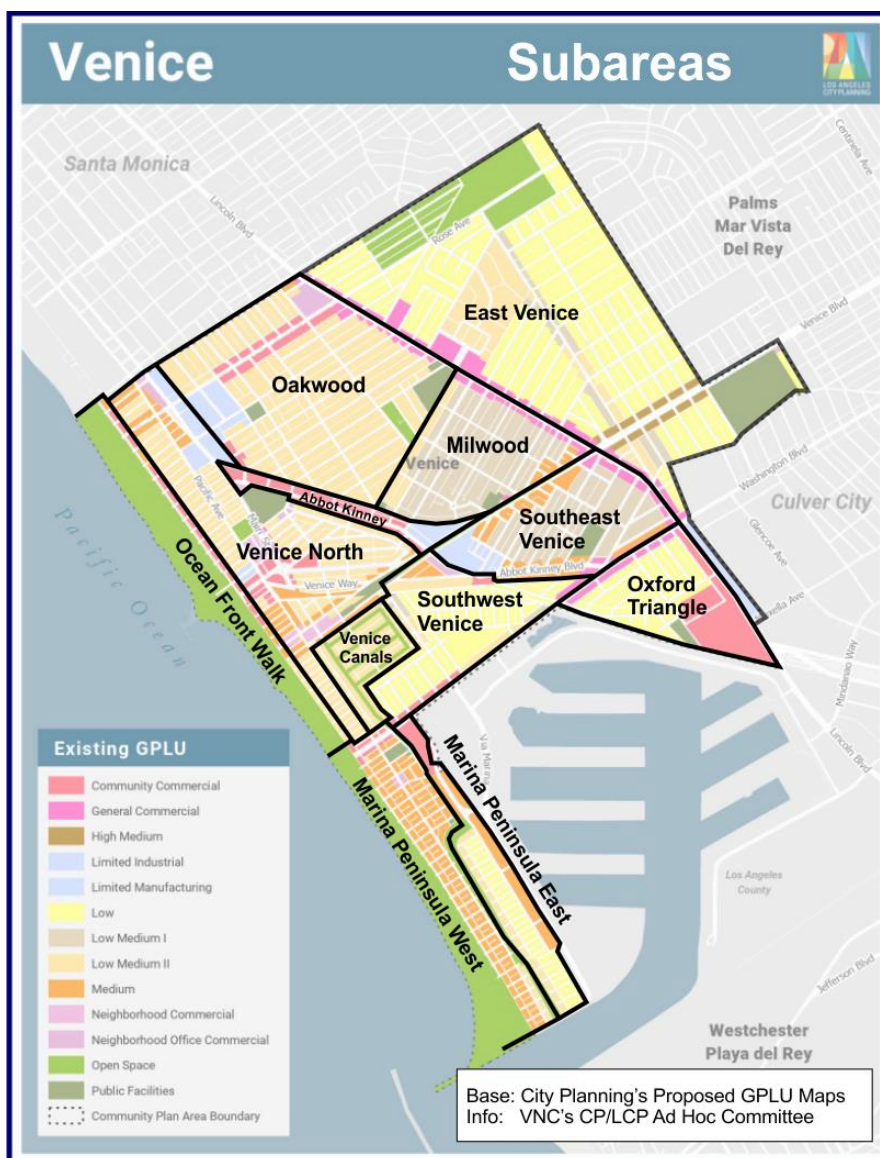 Venice
Subareas
LOS ANGELES
CITY PLANNING
Santa Monica
Lincoln Blvd
Rose Ave
Centinela Ave
Palms
Mar Vista
Del Rey
Venice Blvd
East Venice
Oakwood
Milwood
Venice
Abbot Kinney
Washington Blvd
Culver City
Glencoe Ave
Pacific Ave
Venice North
Venice Way
Southeast
Venice
Abbot Kinney Blvd
Southwest
Venice
Oxford
Triangle
Venice
Canals
Pacific Ocean
Ocean Front Walk
Mindanao Way
Lincoln Blvd
Marina Peninsula East
Marina Peninsula West
Los Angeles
County
Jefferson Blvd
Westchester
Playa del Rey
Existing GPLU
Community Commercial
General Commercial
High Medium
Limited Industrial
Limited Manufacturing
Low
Low Medium I
Low Medium II
Medium
Neighborhood Commercial
Neighborhood Office Commercial
Open Space
Public Facilities
Community Plan Area Boundary
Base: City Planning's Proposed GPLU Maps
Info: VNC's CP/LCP Ad Hoc Committee